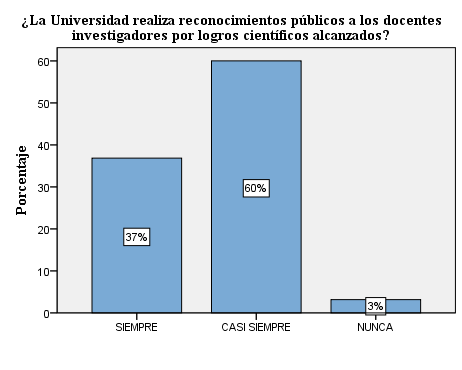 ¿La Universidad realiza reconocimientos públicos a los docentes
investigadores por logros científicos alcanzados?
Porcentaje
60
50
40
30
20
10
0
37%
60%
3%
SIEMPRE
CASI SIEMPRE
NUNCA